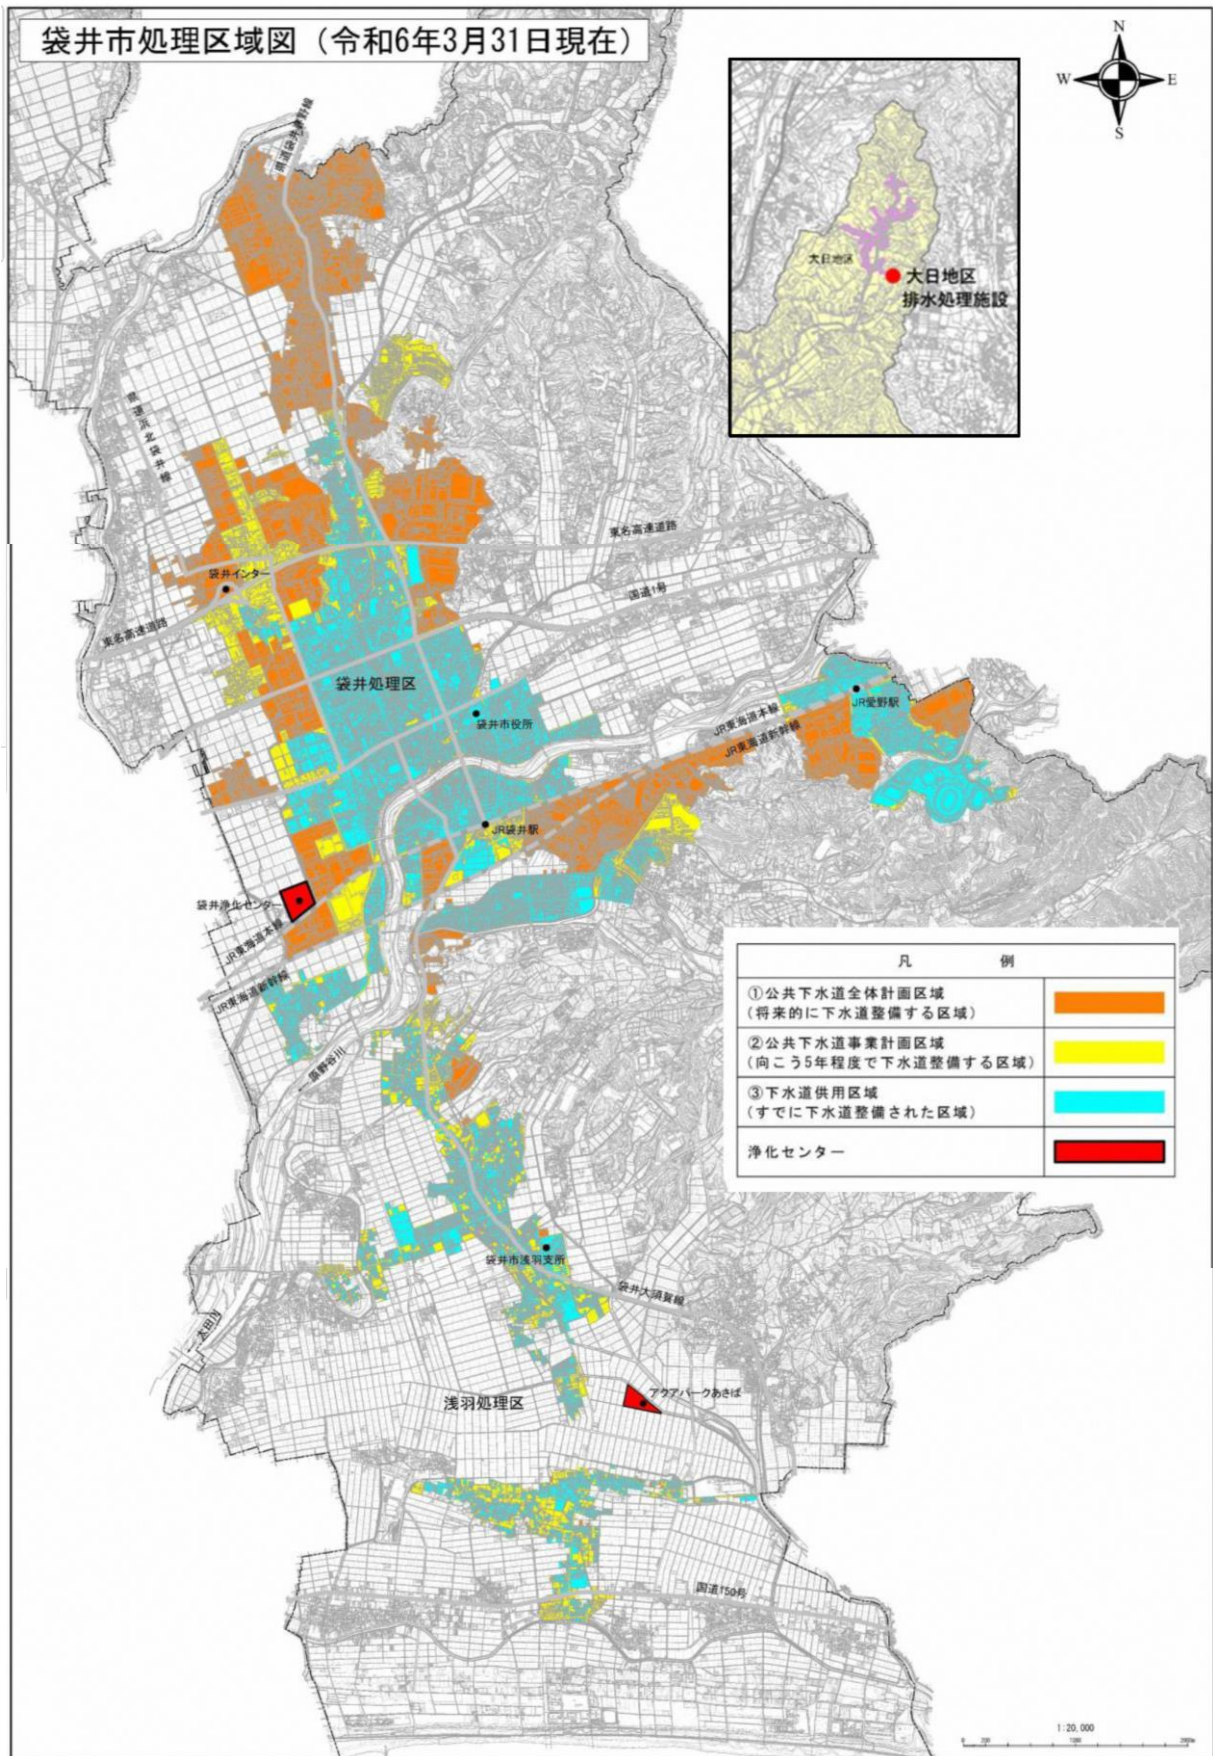 袋井市処理区域図（令和6年3月31日現在）
N
W
E
S
大日地区
大日地区
排水処理施設
県道浜北袋井線
東名高速道路
袋井インター
国道1号
東名高速道路
袋井処理区
JR愛野駅
袋井市役所
JR東海道本線
JR東海道新幹線
JR袋井駅
袋井浄化センター
JR東海道本線
JR東海道新幹線
凡 例
①公共下水道全体計画区域
(将来的に下水道整備する区域)
②公共下水道事業計画区域
(向こう5年程度で下水道整備する区域)
③下水道供用区域
(すでに下水道整備された区域)
浄化センター
原野谷川
袋井市浅羽支所
袋井大須賀線
太田川
アクアパークあさば
浅羽処理区
国道150号
1:20,000